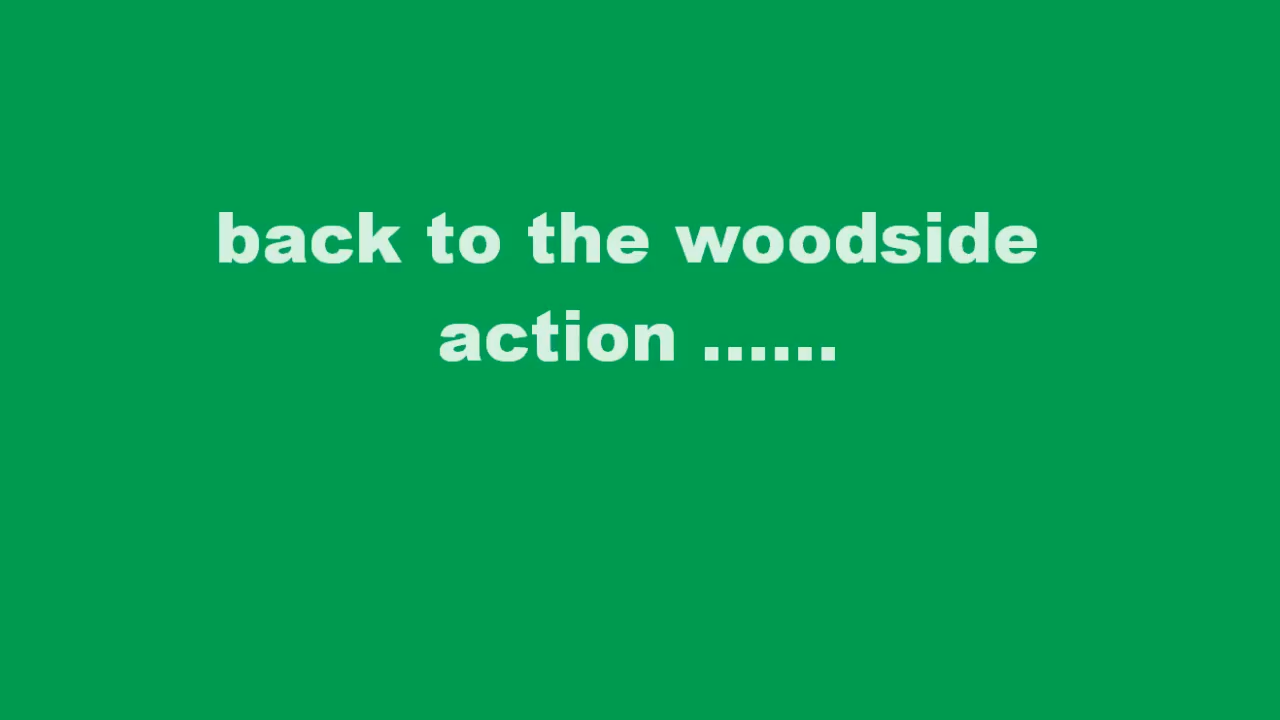 back to the woodside
action ......